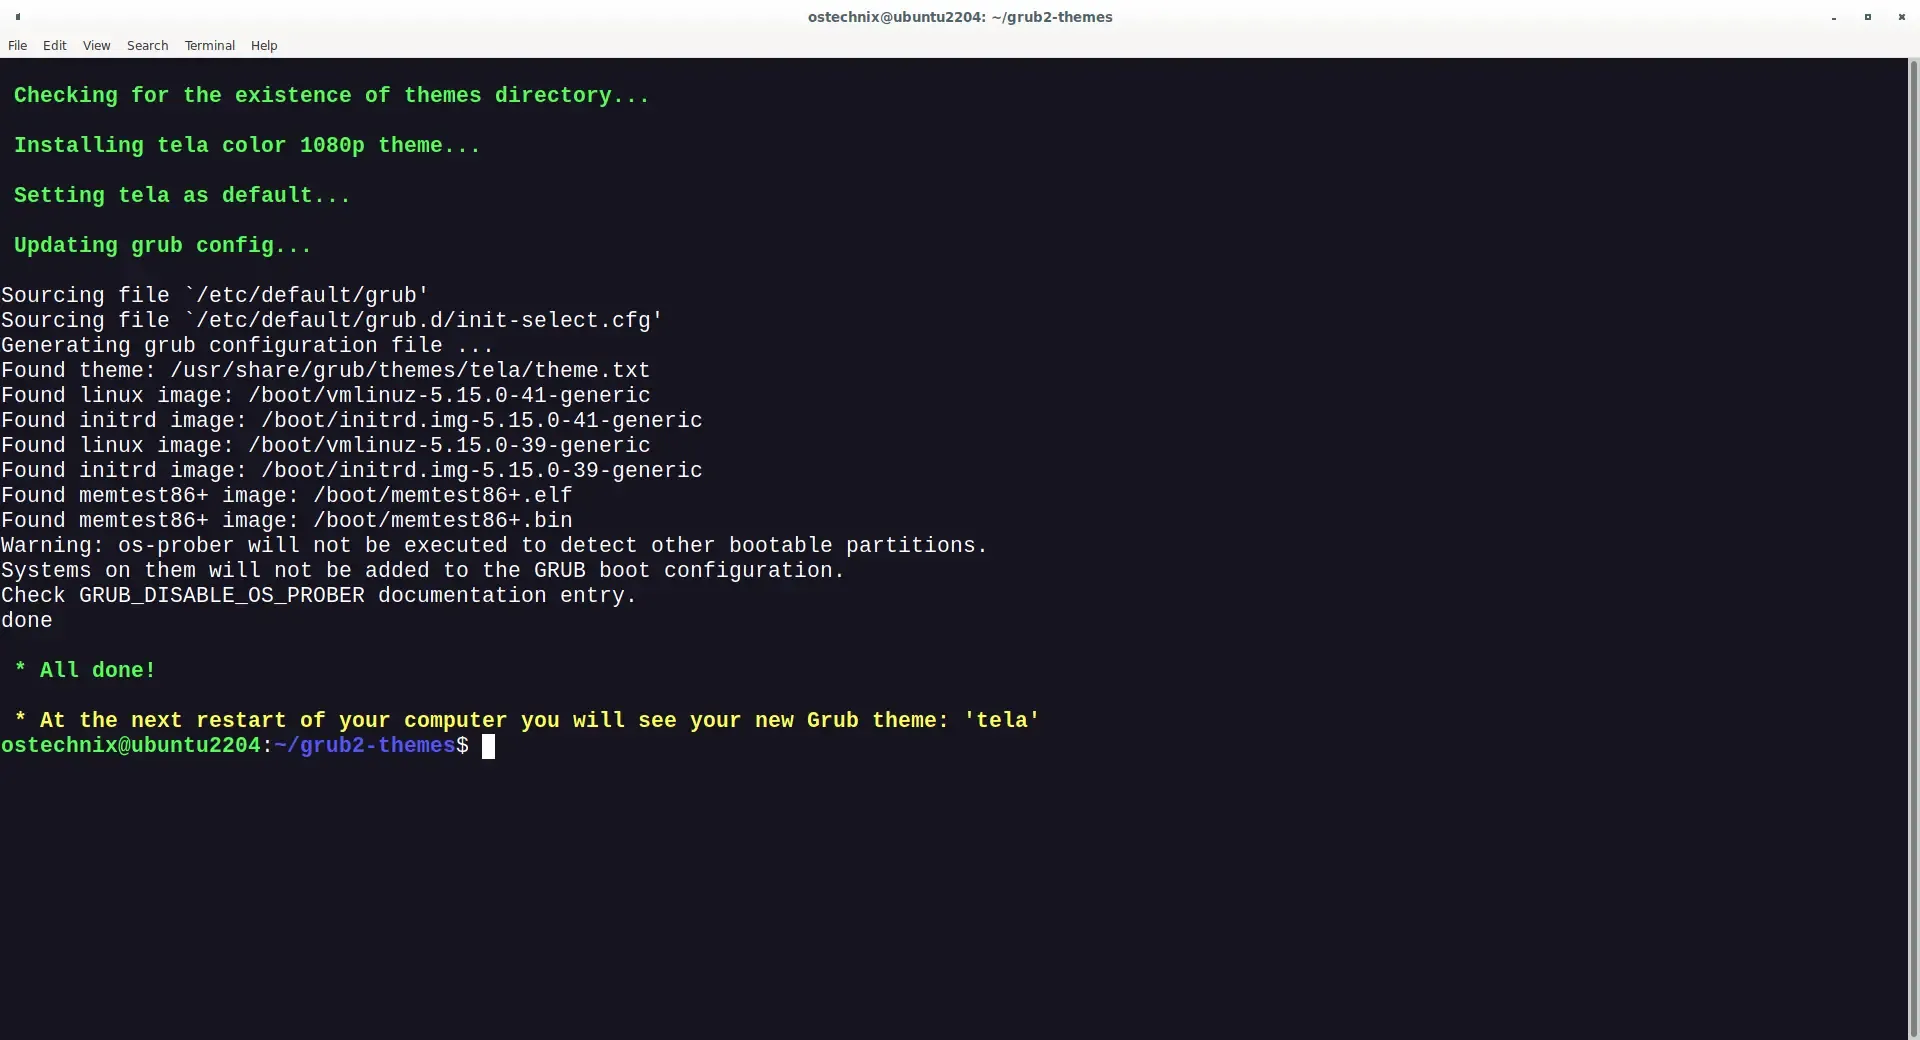 ostechnix@ubuntu2204: ~/grub2-themes
File Edit View Search Terminal Help
Checking for the existence of themes directory...
Installing tela color 1080p theme...
Setting tela as default...
Updating grub config...
Sourcing file `/etc/default/grub'
Sourcing file `/etc/default/grub.d/init-select.cfg'
Generating grub configuration file ...
Found theme: /usr/share/grub/themes/tela/theme.txt
Found linux image: /boot/vmlinuz-5.15.0-41-generic
Found initrd image: /boot/initrd.img-5.15.0-41-generic
Found linux image: /boot/vmlinuz-5.15.0-39-generic
Found initrd image: /boot/initrd.img-5.15.0-39-generic
Found memtest86+ image: /boot/memtest86+.elf
Found memtest86+ image: /boot/memtest86+.bin
Warning: os-prober will not be executed to detect other bootable partitions.
Systems on them will not be added to the GRUB boot configuration.
Check GRUB_DISABLE_OS_PROBER documentation entry.
done
* All done!
* At the next restart of your computer you will see your new Grub theme: 'tela'
ostechnix@ubuntu2204:~/grub2-themes$